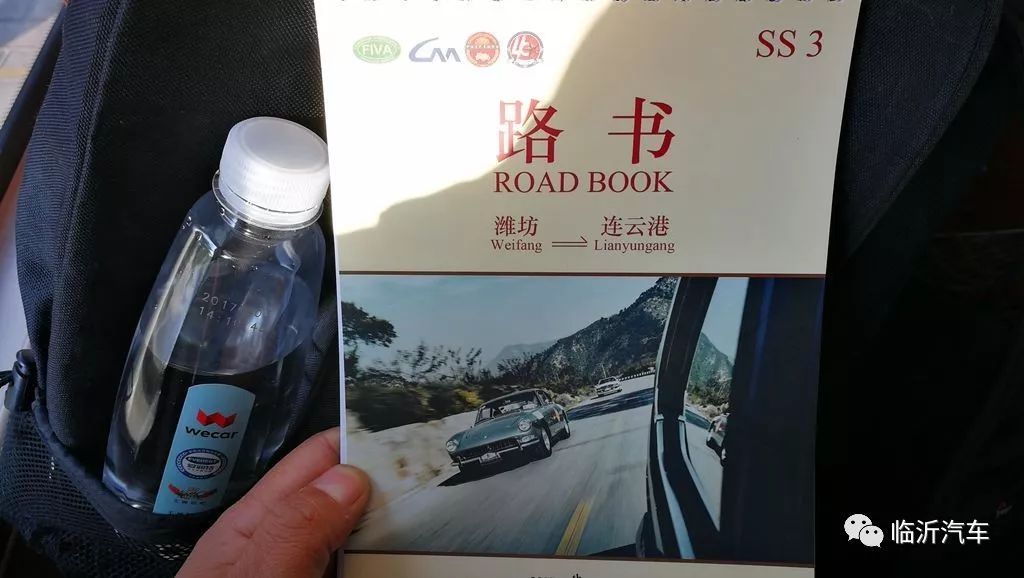 FIVA
SS 3
路 书
ROAD BOOK
潍坊 连云港
Weifang Lianyungang
wecar
临沂汽车